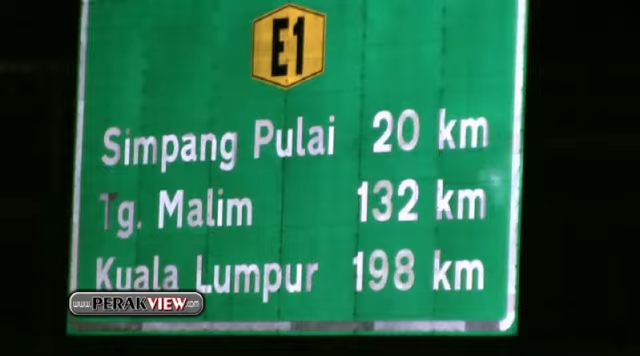 E1
Simpang Pulai 20 km
Tg. Malim 132 km
Kuala Lumpur 198 km
www.PERAKVIEW.com